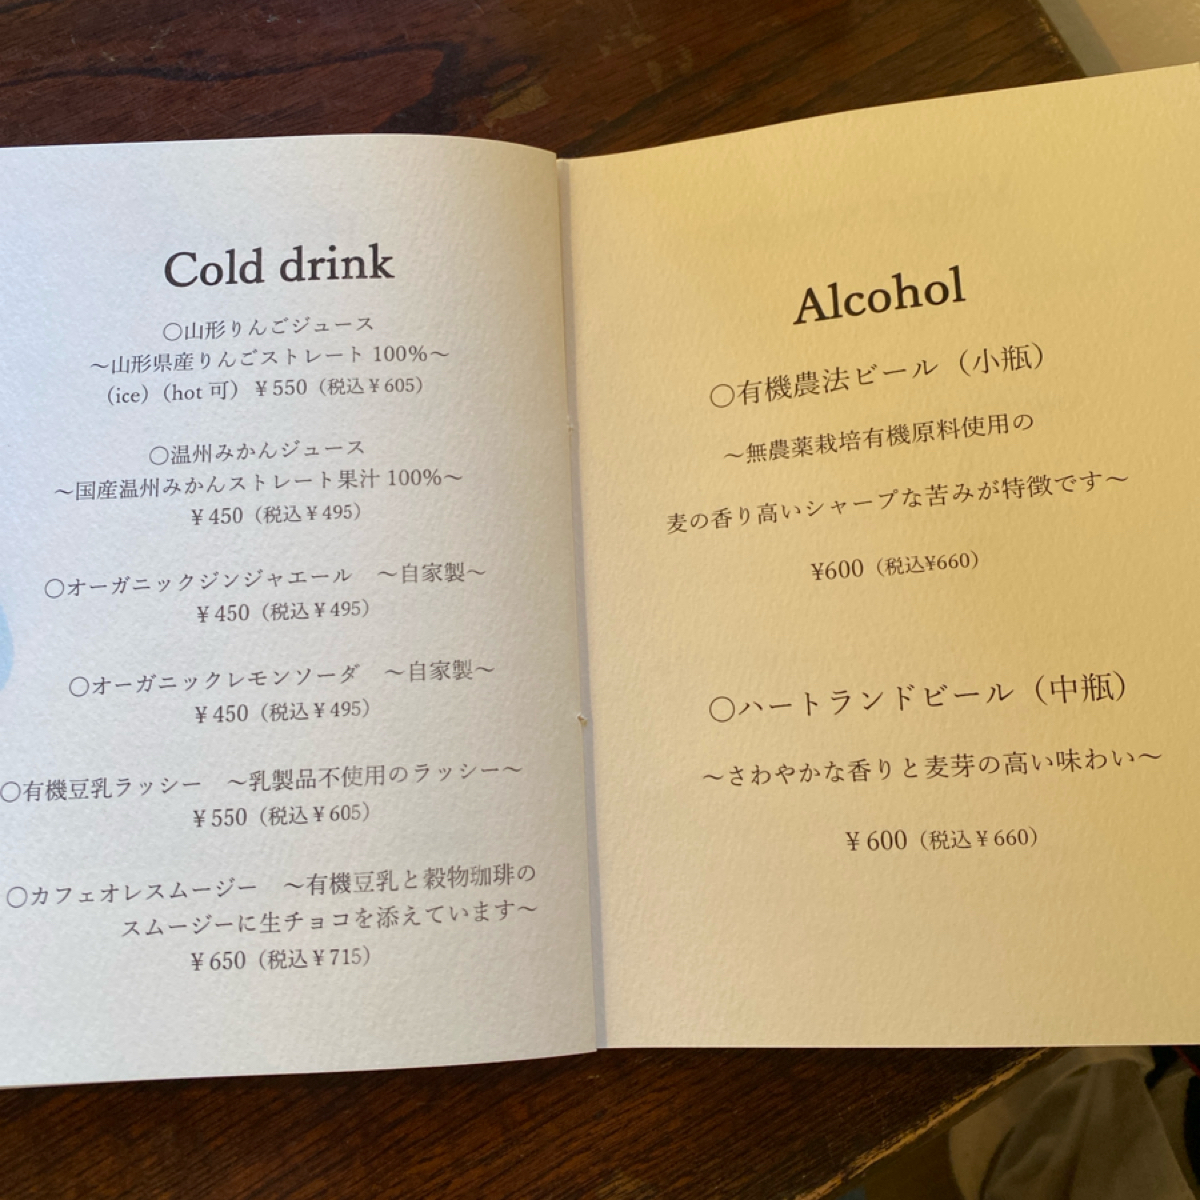 Cold drink
○山形りんごジュース
〜山形県産りんごストレート 100%〜
(ice)（hot 可）￥550（税込￥605）
○温州みかんジュース
〜国産温州みかんストレート果汁 100%〜
￥450（税込￥495）
○オーガニックジンジャエール　〜自家製〜
￥450（税込￥495）
○オーガニックレモンソーダ　〜自家製〜
￥450（税込￥495）
○有機豆乳ラッシー　〜乳製品不使用のラッシー〜
￥550（税込￥605）
○カフェオレスムージー　〜有機豆乳と穀物珈琲の
スムージーに生チョコを添えています〜
￥650（税込￥715）
Alcohol
○有機農法ビール（小瓶）
〜無農薬栽培有機原料使用の
麦の香り高いシャープな苦みが特徴です〜
¥600（税込¥660）
○ハートランドビール（中瓶）
〜さわやかな香りと麦芽の高い味わい〜
￥600（税込￥660）